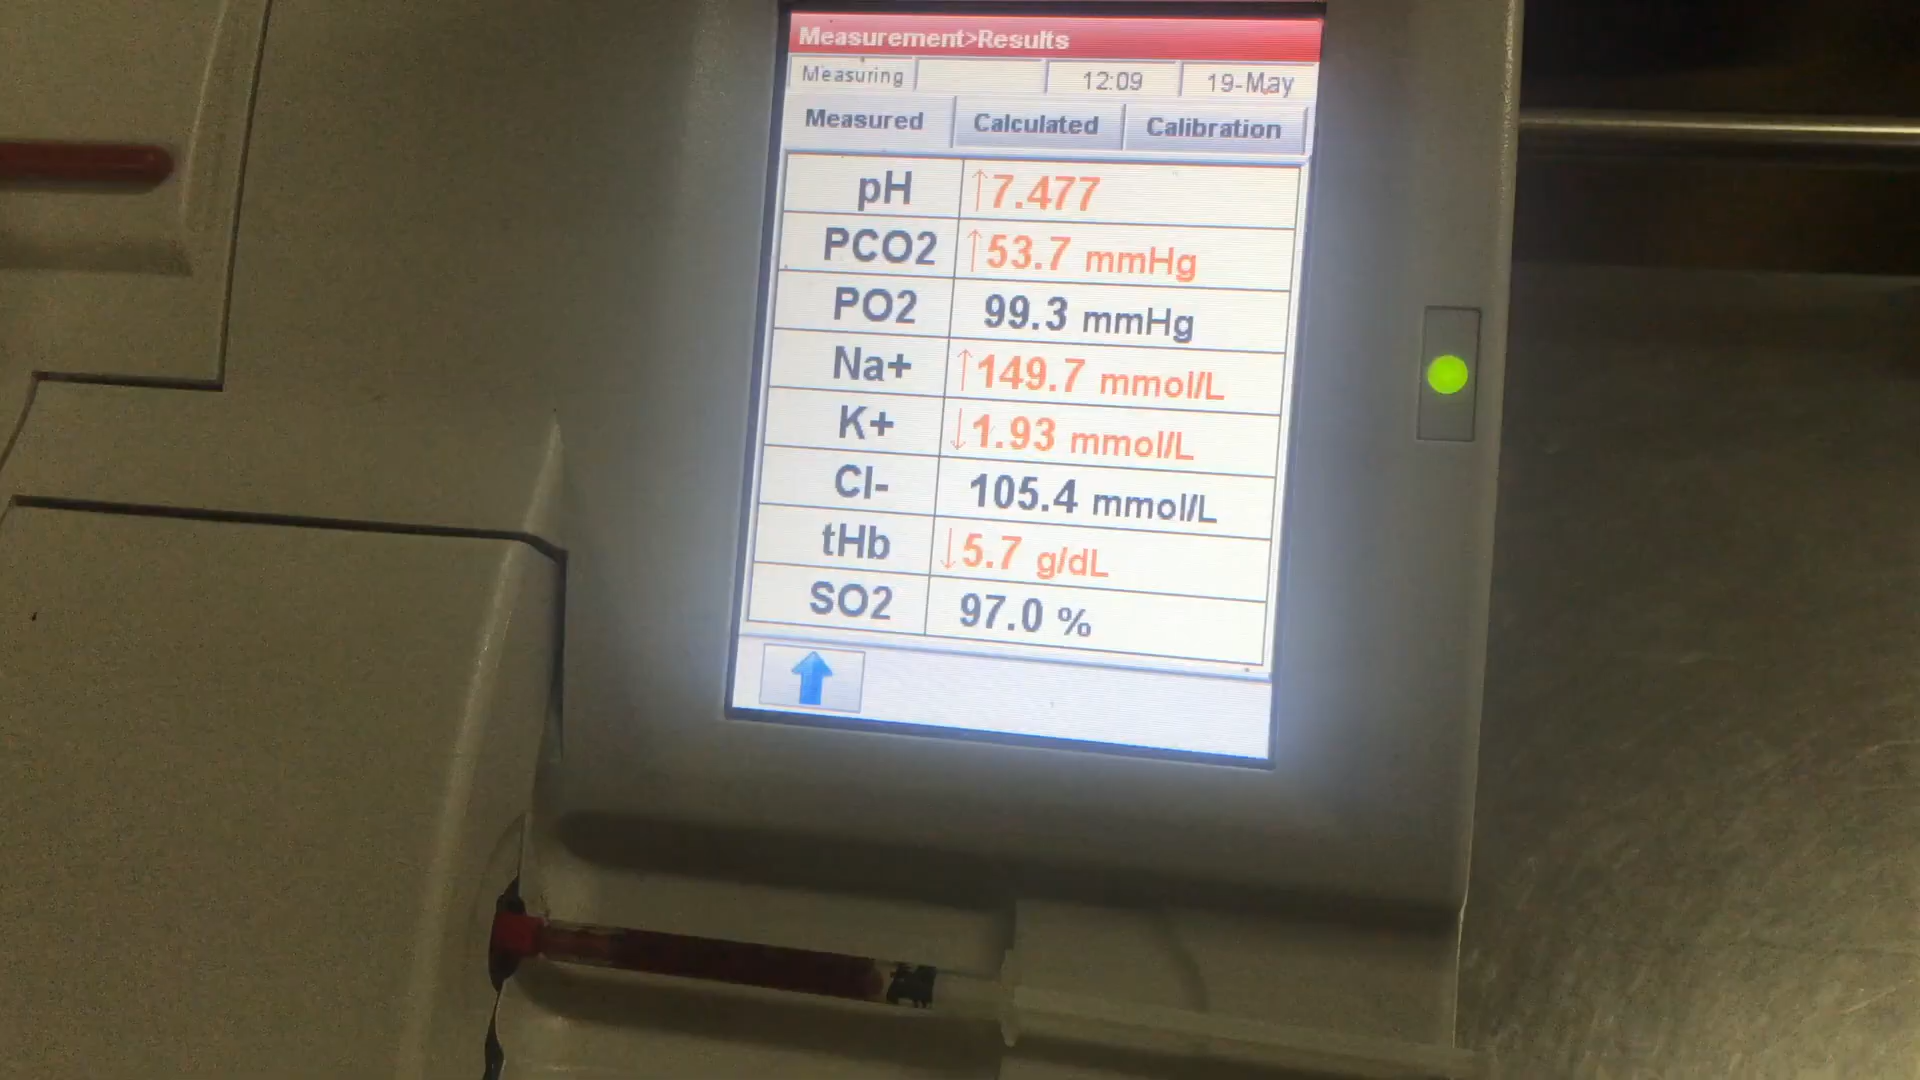 Measurement>Results
Measuring 12:09 19-May
Measured Calculated Calibration
pH ↑7.477
PCO2 ↑53.7 mmHg
PO2 99.3 mmHg
Na+ ↑149.7 mmol/L
K+ ↓1.93 mmol/L
Cl- 105.4 mmol/L
tHb ↓5.7 g/dL
SO2 97.0 %